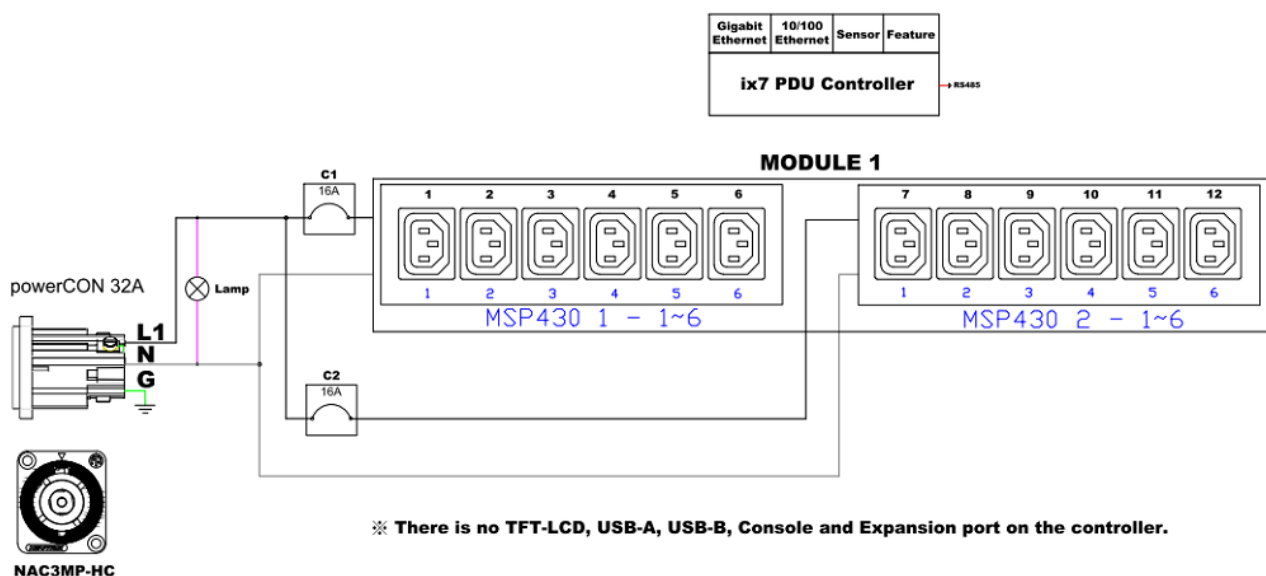 Gigabit Ethernet
10/100 Ethernet
Sensor
Feature
ix7 PDU Controller
RS485
MODULE 1
C1
16A
1 2 3 4 5 6
7 8 9 10 11 12
1 2 3 4 5 6
MSP430 1 - 1~6
1 2 3 4 5 6
MSP430 2 - 1~6
powerCON 32A
Lamp
L1
N
G
C2
16A
NAC3MP-HC
※ There is no TFT-LCD, USB-A, USB-B, Console and Expansion port on the controller.